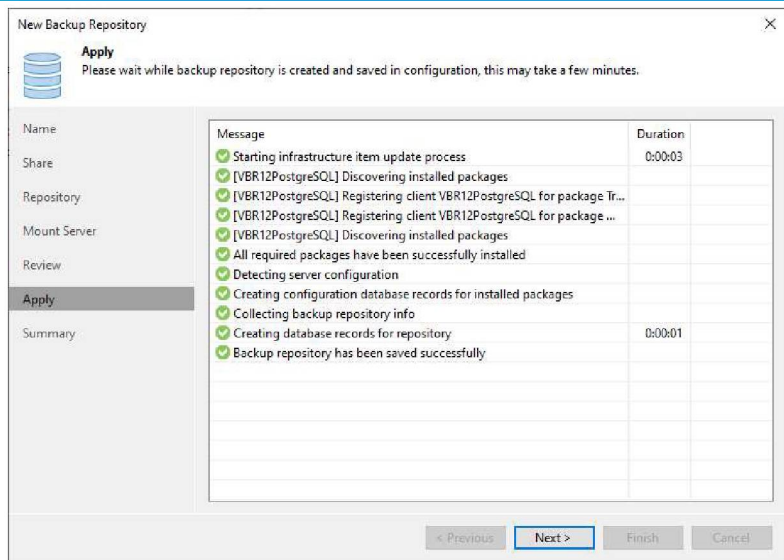 New Backup Repository
Apply
Please wait while backup repository is created and saved in configuration, this may take a few minutes.
Name
Share
Repository
Mount Server
Review
Apply
Summary
Message Duration
Starting infrastructure item update process 0:00:03
[VBR12PostgreSQL] Discovering installed packages
[VBR12PostgreSQL] Registering client VBR12PostgreSQL for package Tr...
[VBR12PostgreSQL] Registering client VBR12PostgreSQL for package ...
[VBR12PostgreSQL] Discovering installed packages
All required packages have been successfully installed
Detecting server configuration
Creating configuration database records for installed packages
Collecting backup repository info
Creating database records for repository 0:00:01
Backup repository has been saved successfully
< Previous Next > Finish Cancel